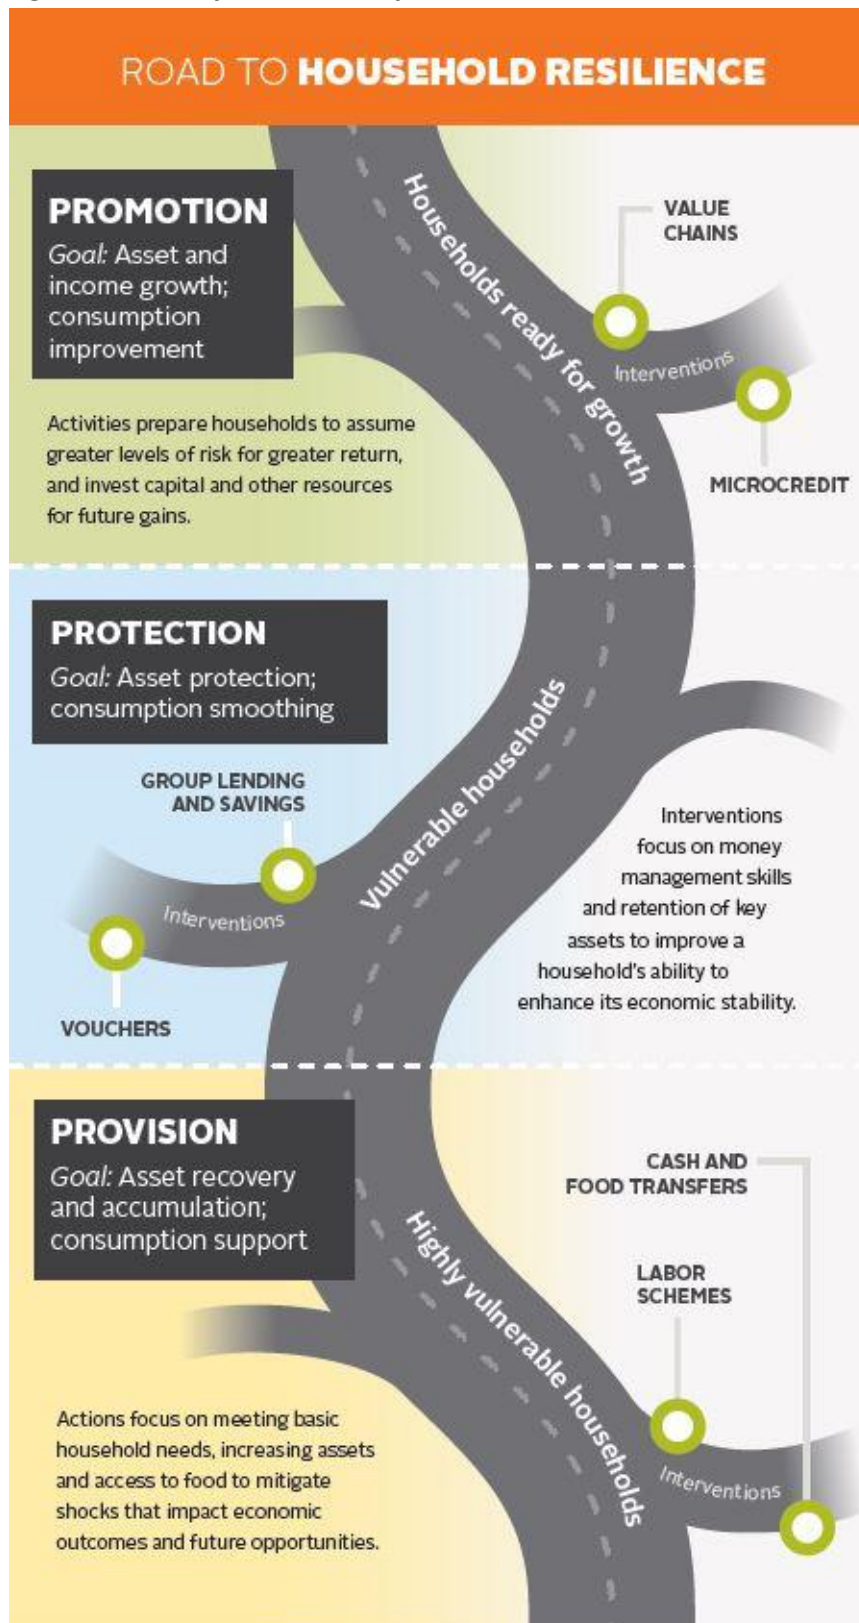 ROAD TO HOUSEHOLD RESILIENCE
PROMOTION
Goal: Asset and
income growth;
consumption
improvement
Activities prepare households to assume
greater levels of risk for greater return,
and invest capital and other resources
for future gains.
Households ready for growth
VALUE
CHAINS
Interventions
MICROCREDIT
PROTECTION
Goal: Asset protection;
consumption smoothing
GROUP LENDING
AND SAVINGS
Interventions
VOUCHERS
Vulnerable households
Interventions
focus on money
management skills
and retention of key
assets to improve a
household's ability to
enhance its economic stability.
PROVISION
Goal: Asset recovery
and accumulation;
consumption support
Actions focus on meeting basic
household needs, increasing assets
and access to food to mitigate
shocks that impact economic
outcomes and future opportunities.
Highly vulnerable households
CASH AND
FOOD TRANSFERS
LABOR
SCHEMES
Interventions